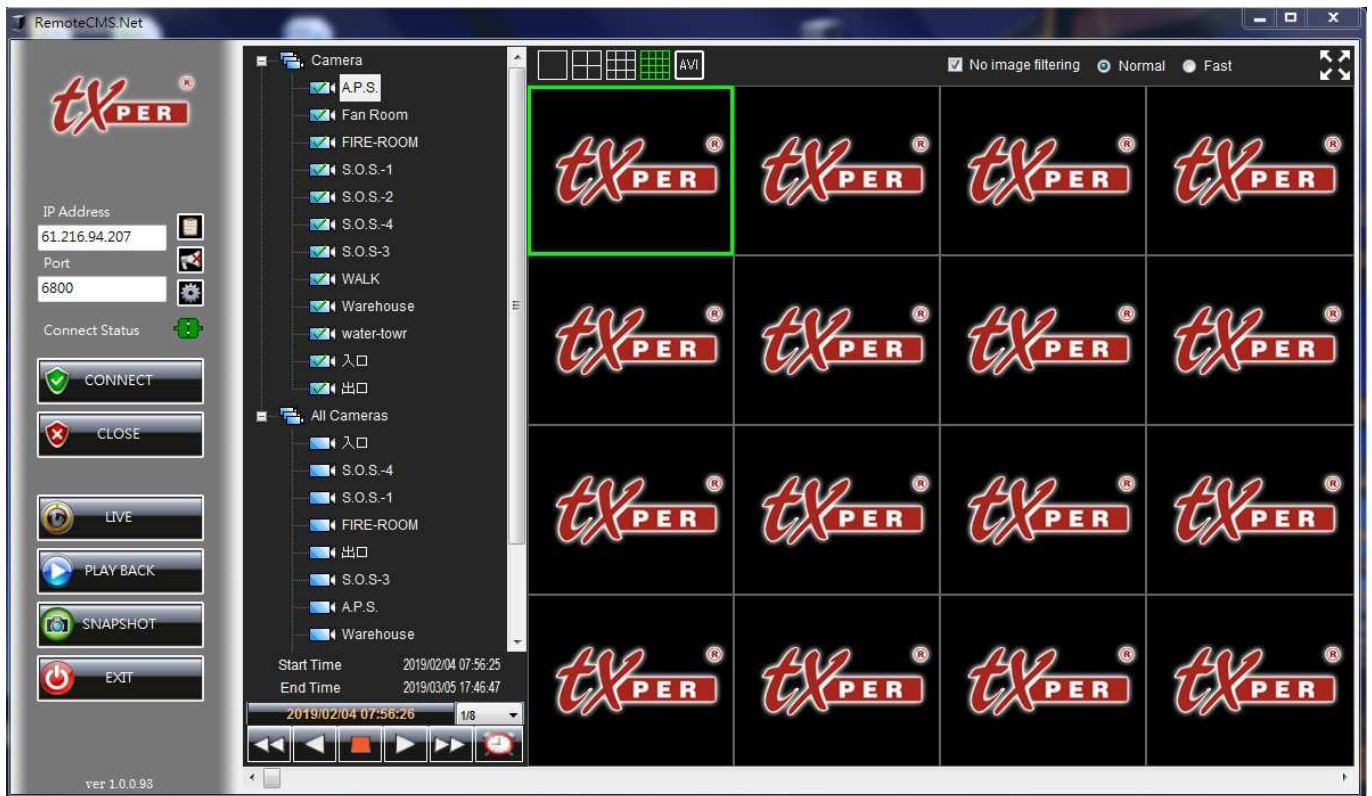 RemoteCMS.Net
tXPER ®
IP Address
61.216.94.207
Port
6800
Connect Status
CONNECT
CLOSE
LIVE
PLAY BACK
SNAPSHOT
EXIT
ver 1.0.0.93
Camera
A.P.S.
Fan Room
FIRE-ROOM
S.O.S.-1
S.O.S.-2
S.O.S.-4
S.O.S-3
WALK
Warehouse
water-towr
入口
出口
All Cameras
入口
S.O.S.-4
S.O.S.-1
FIRE-ROOM
出口
S.O.S-3
A.P.S.
Warehouse
Start Time 2019/02/04 07:56:25
End Time 2019/03/05 17:46:47
2019/02/04 07:56:26 1/8
AVI No image filtering Normal Fast
tXPER ® tXPER ® tXPER ® tXPER ®
tXPER ® tXPER ® tXPER ® tXPER ®
tXPER ® tXPER ® tXPER ® tXPER ®
tXPER ® tXPER ® tXPER ® tXPER ®